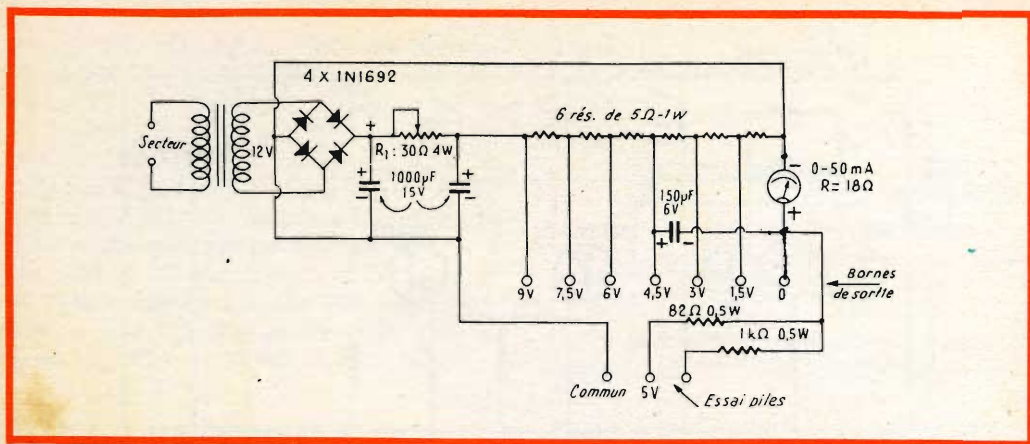 4 X 1N1692
Secteur
12V
+
R1 : 30Ω 4W
+
-
1000µF
15V
+
-
6 rés. de 5Ω-1W
-
0-50mA
R = 18Ω
+
150µF
6V
+
-
9V
7,5V
6V
4,5V
3V
1,5V
0
Bornes
de sortie
82Ω 0,5W
1kΩ 0,5W
Commun
5V
Essai piles